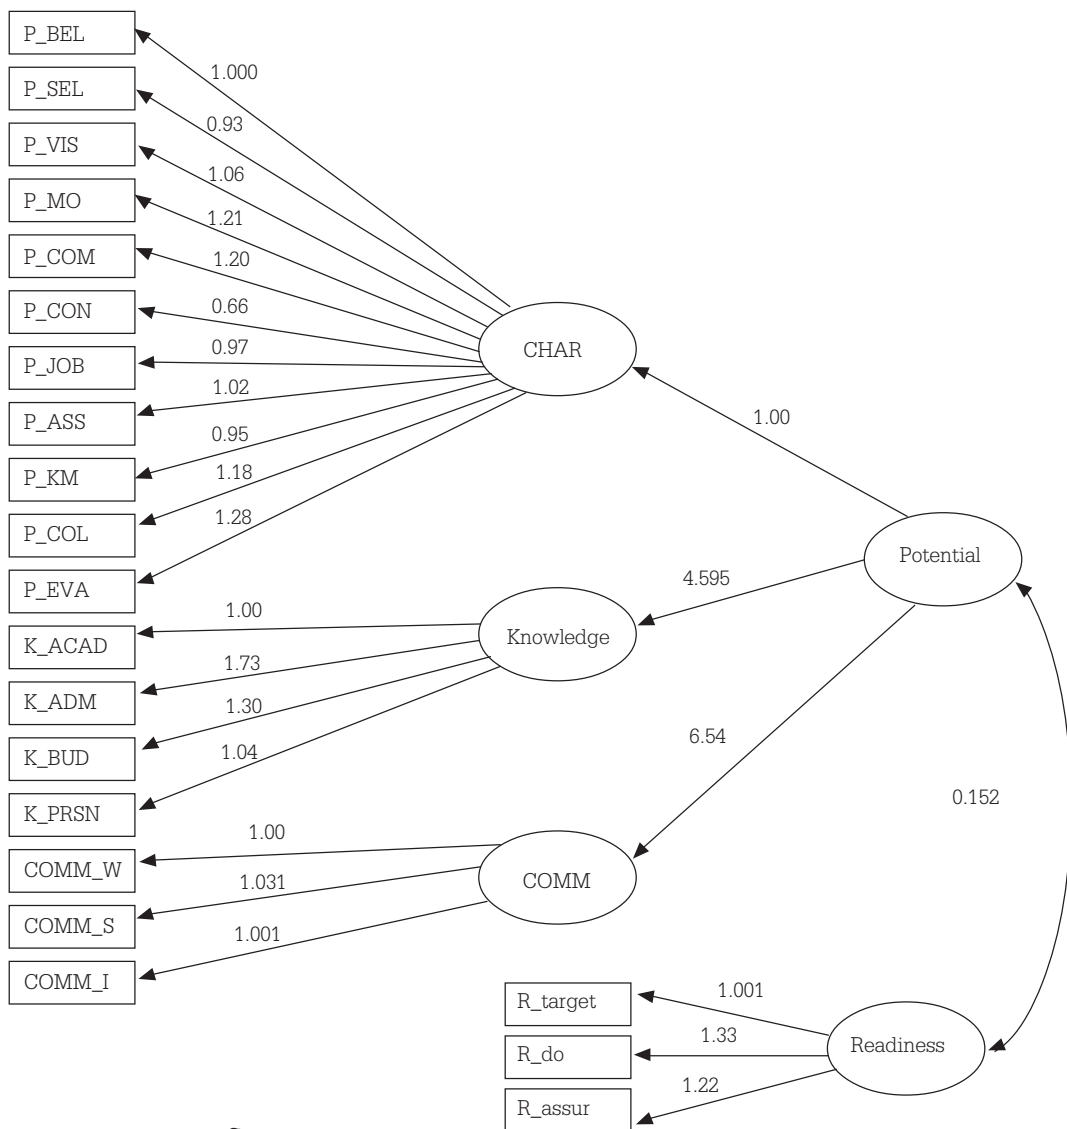 P_BEL
1.000
P_SEL
0.93
P_VIS
1.06
P_MO
1.21
P_COM
1.20
P_CON
0.66
P_JOB
0.97
P_ASS
1.02
P_KM
0.95
P_COL
1.18
P_EVA
1.28
CHAR
1.00
Potential
4.595
K_ACAD
1.00
Knowledge
K_ADM
1.73
K_BUD
1.30
K_PRSN
1.04
6.54
0.152
COMM_W
1.00
COMM
COMM_S
1.031
COMM_I
1.001
R_target
1.001
R_do
1.33
Readiness
R_assur
1.22